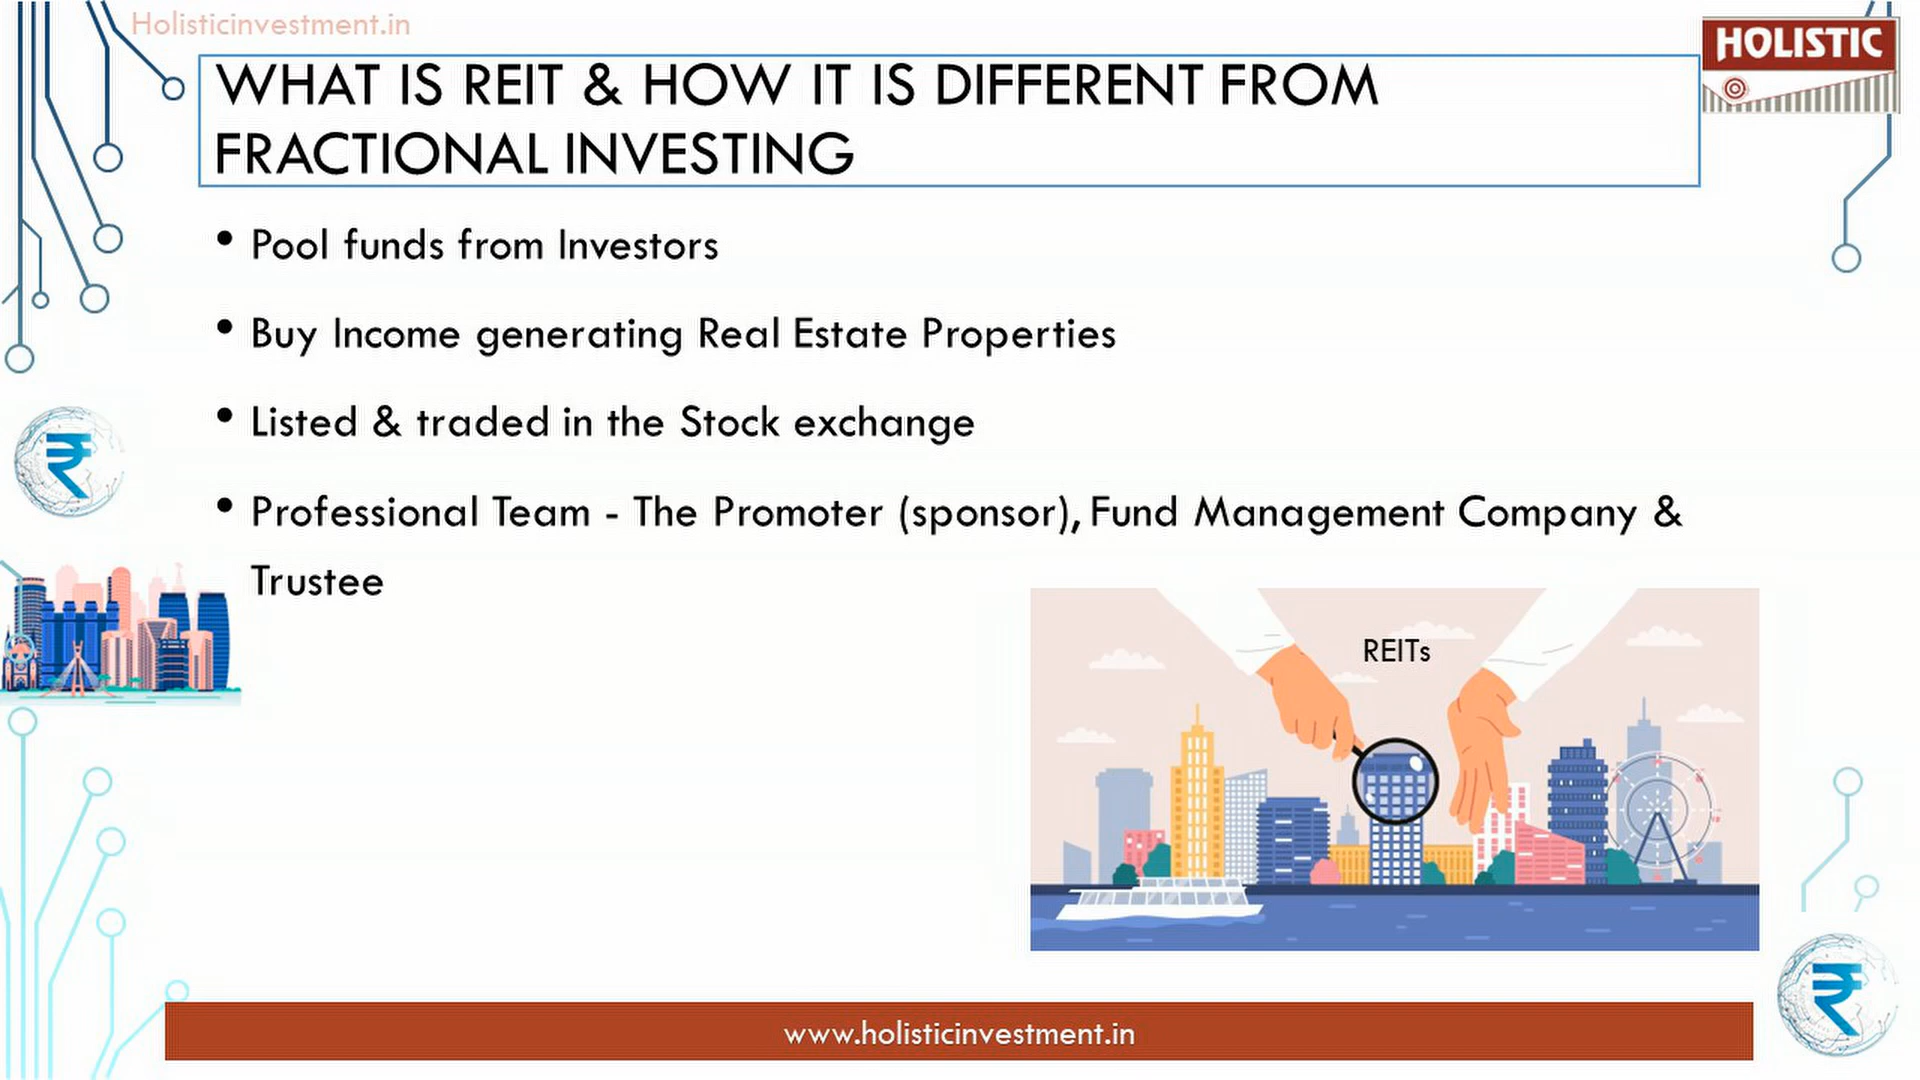 Holisticinvestment.in
HOLISTIC
WHAT IS REIT & HOW IT IS DIFFERENT FROM
FRACTIONAL INVESTING
• Pool funds from Investors
• Buy Income generating Real Estate Properties
• Listed & traded in the Stock exchange
• Professional Team - The Promoter (sponsor), Fund Management Company &
Trustee
REITs
www.holisticinvestment.in